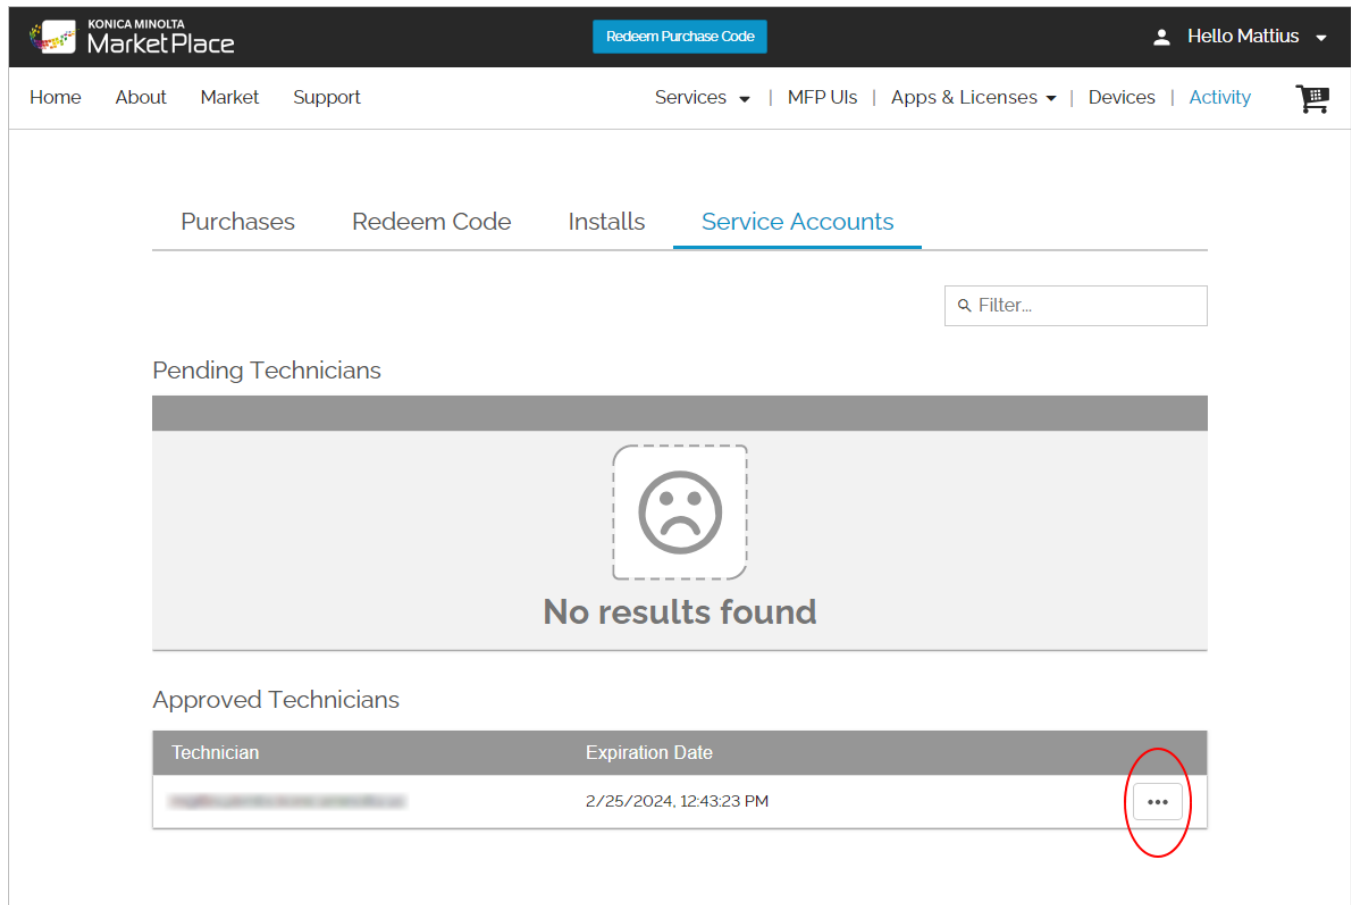 KONICA MINOLTA
MarketPlace
Redeem Purchase Code
Hello Mattius
Home About Market Support Services | MFP UIs | Apps & Licenses | Devices | Activity
Purchases Redeem Code Installs Service Accounts
Filter...
Pending Technicians
No results found
Approved Technicians
Technician Expiration Date
2/25/2024, 12:43:23 PM